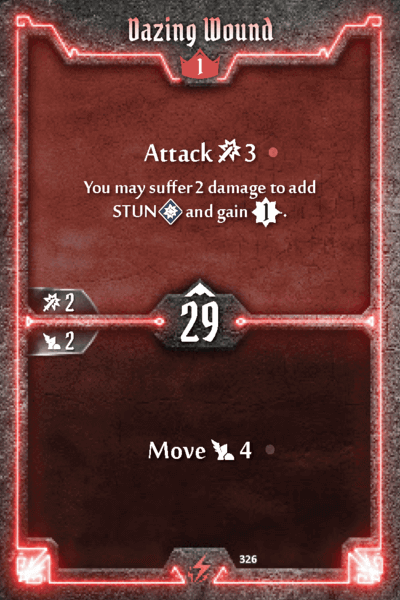 Dazing Wound
1
Attack 3
You may suffer 2 damage to add
STUN and gain 1.
2
29
2
Move 4
326